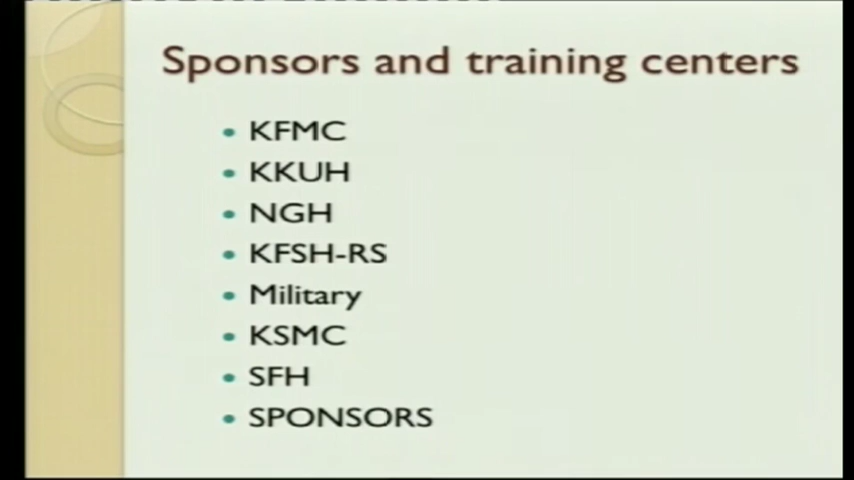 Sponsors and training centers
• KFMC
• KKUH
• NGH
• KFSH-RS
• Military
• KSMC
• SFH
• SPONSORS